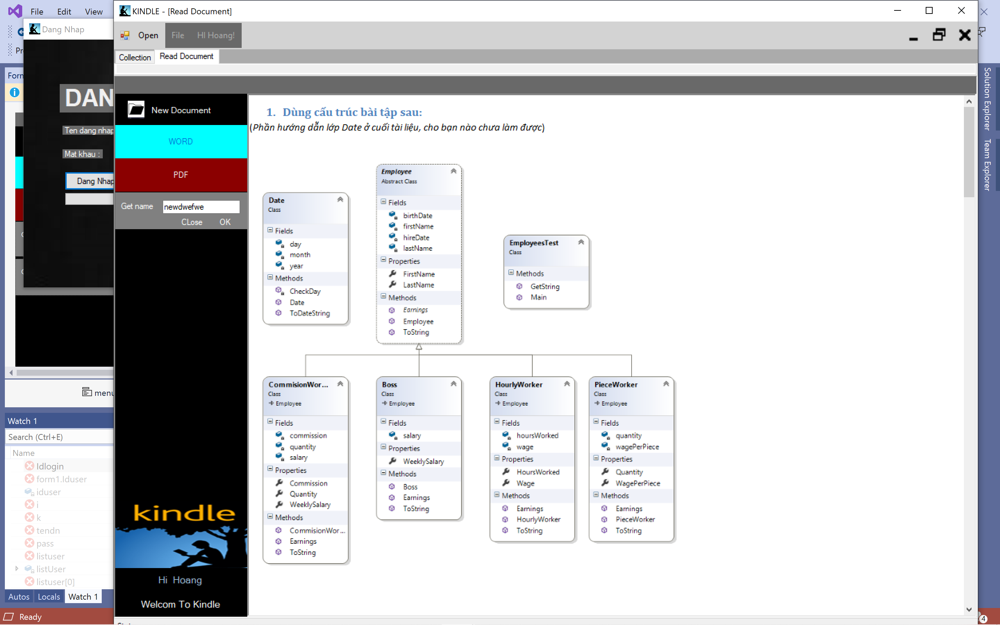 File Edit View
Dang Nhap
DAN
Ten dang nhap
Mat khau :
Dang Nhap
menu
Watch 1
Search (Ctrl+E)
Name
Idlogin
form1.Iduser
iduser
i
k
tendn
pass
listuser
listUser
listuser[0]
Autos Locals Watch 1
Ready
KINDLE - [Read Document]
Open File HI Hoang!
Collection Read Document
New Document
WORD
PDF
Get name newdwefwe
CLose OK
kindle
Hi Hoang
Welcom To Kindle
1. Dùng cấu trúc bài tập sau:
(Phần hướng dẫn lớp Date ở cuối tài liệu, cho bạn nào chưa làm được)
Date
Class
Fields
day
month
year
Methods
CheckDay
Date
ToDateString
Employee
Abstract Class
Fields
birthDate
firstName
hireDate
lastName
Properties
FirstName
LastName
Methods
Earnings
Employee
ToString
EmployeesTest
Class
Methods
GetString
Main
CommisionWor...
Class
Employee
Fields
commission
quantity
salary
Properties
Commission
Quantity
WeeklySalary
Methods
CommisionWor...
Earnings
ToString
Boss
Class
Employee
Fields
salary
Properties
WeeklySalary
Methods
Boss
Earnings
ToString
HourlyWorker
Class
Employee
Fields
hoursWorked
wage
Properties
HoursWorked
Wage
Methods
Earnings
HourlyWorker
ToString
PieceWorker
Class
Employee
Fields
quantity
wagePerPiece
Properties
Quantity
WagePerPiece
Methods
Earnings
PieceWorker
ToString
Solution Explorer
Team Explorer
4